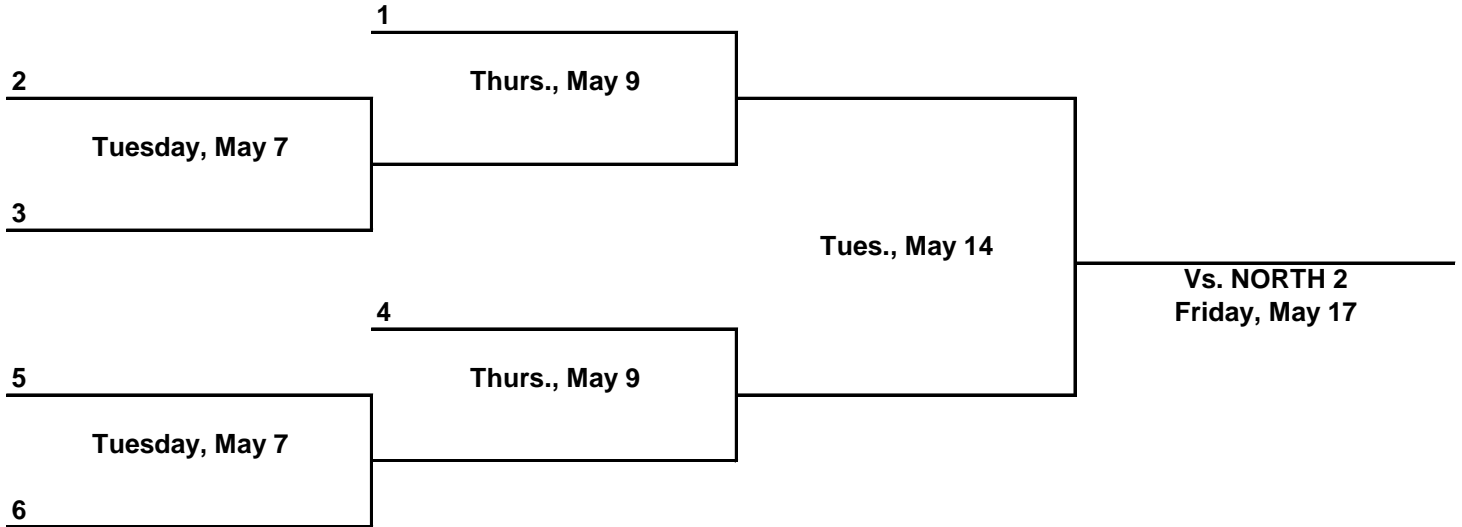 1
2
Thurs., May 9
Tuesday, May 7
3
Tues., May 14
Vs. NORTH 2
Friday, May 17
4
5
Thurs., May 9
Tuesday, May 7
6